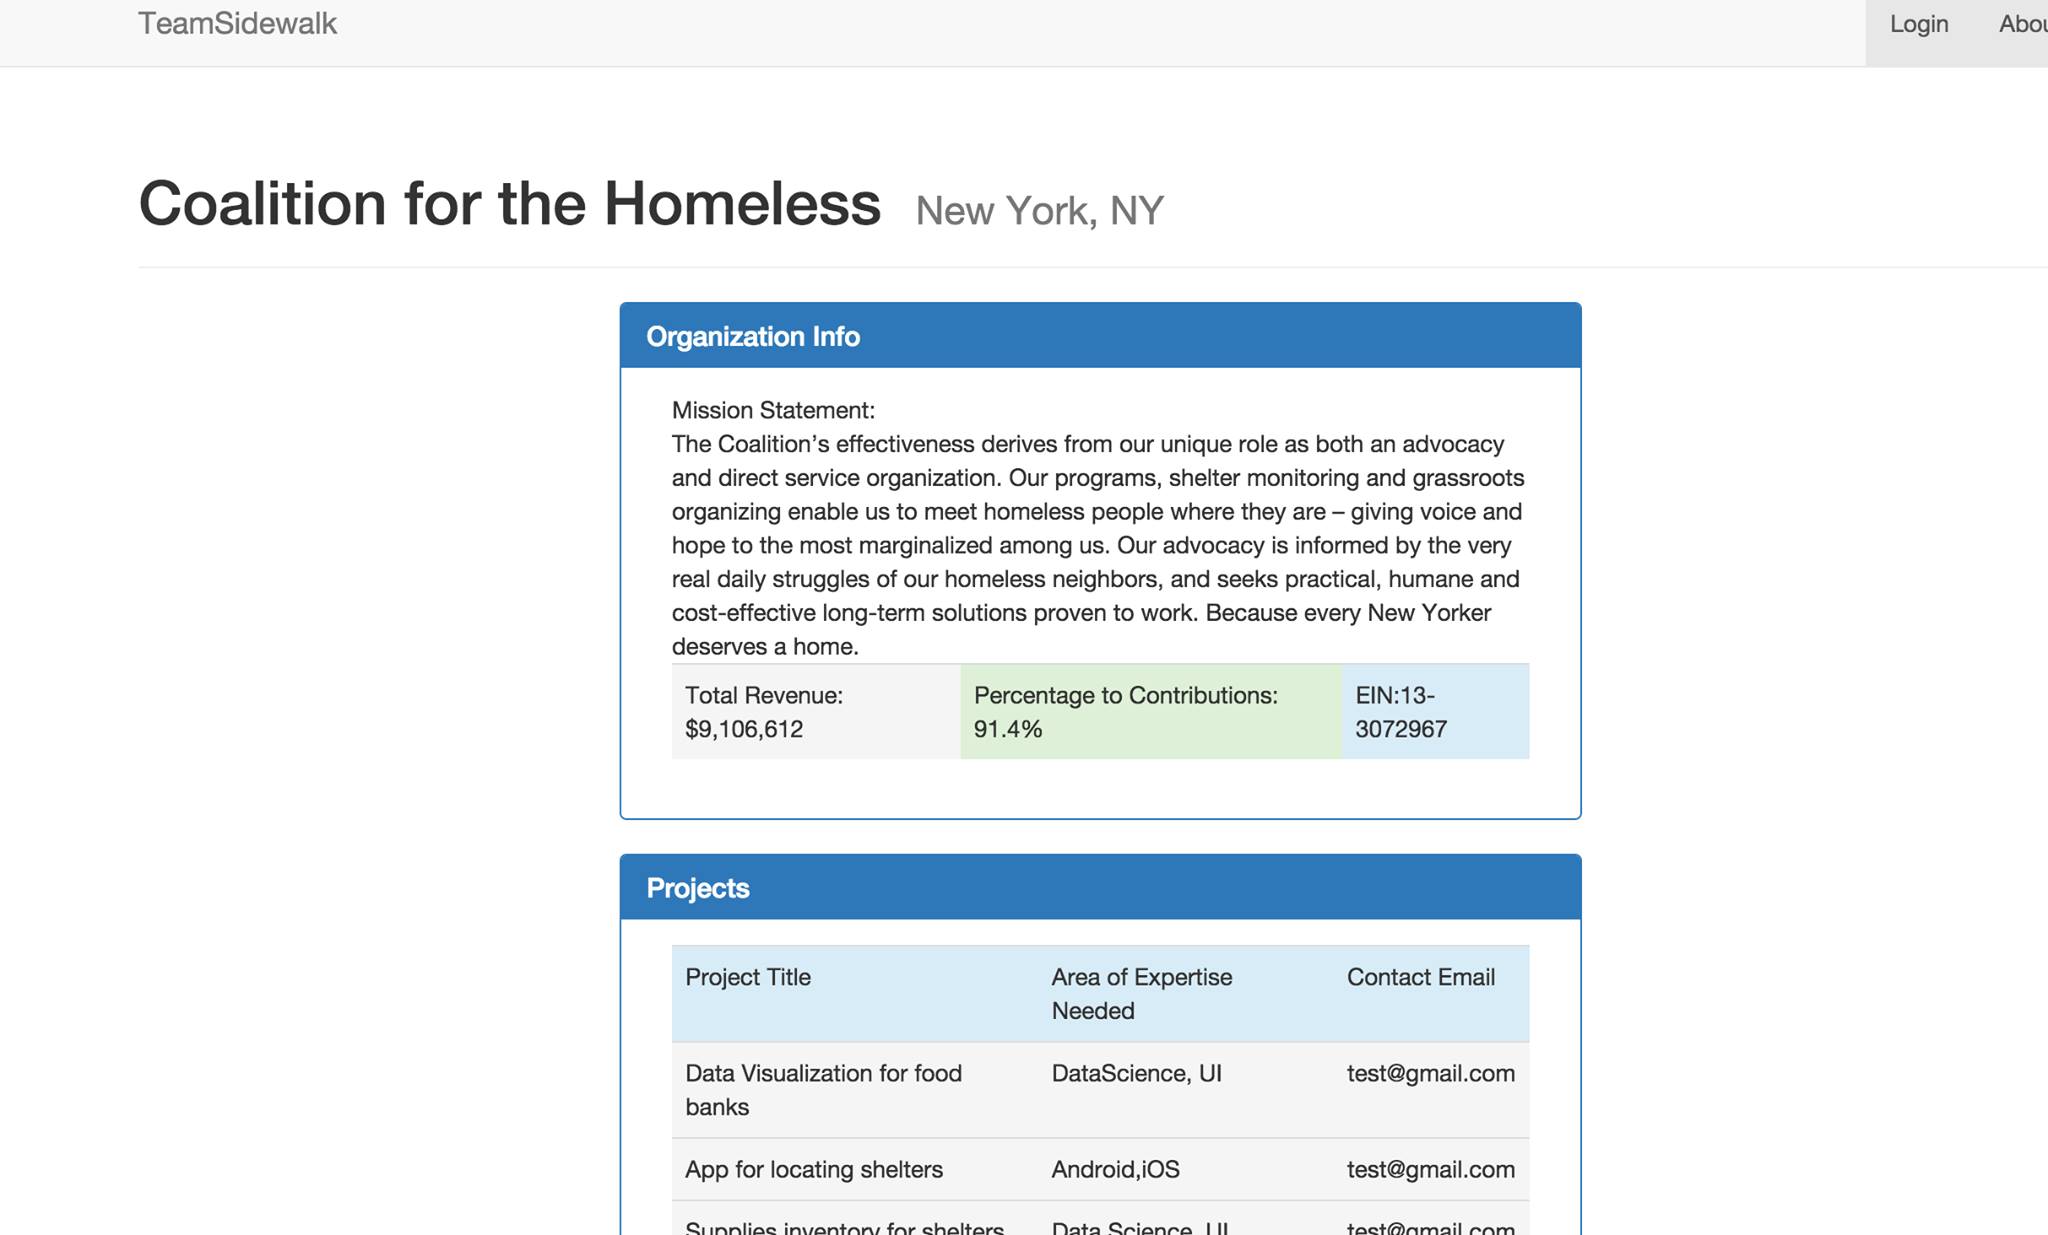 TeamSidewalk
Login
Abou
Coalition for the Homeless New York, NY
Organization Info
Mission Statement:
The Coalition’s effectiveness derives from our unique role as both an advocacy
and direct service organization. Our programs, shelter monitoring and grassroots
organizing enable us to meet homeless people where they are – giving voice and
hope to the most marginalized among us. Our advocacy is informed by the very
real daily struggles of our homeless neighbors, and seeks practical, humane and
cost-effective long-term solutions proven to work. Because every New Yorker
deserves a home.
Total Revenue:
$9,106,612
Percentage to Contributions:
91.4%
EIN:13-
3072967
Projects
Project Title
Area of Expertise
Needed
Contact Email
Data Visualization for food
banks
DataScience, UI
test@gmail.com
App for locating shelters
Android,iOS
test@gmail.com
Supplies inventory for shelters
Data Science, UI
test@gmail.com